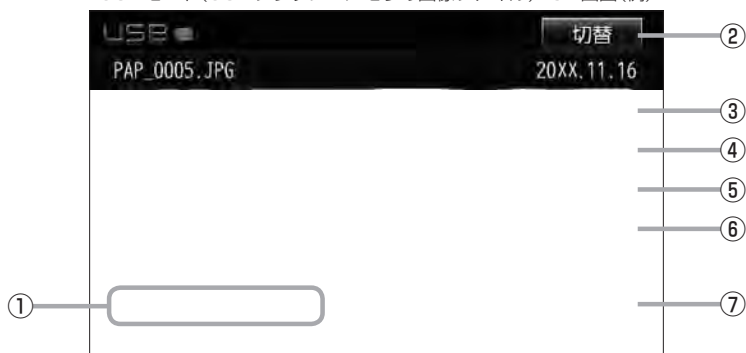 USB
切替
②
PAP_0005.JPG
20XX.11.16
③
④
⑤
⑥
①
⑦